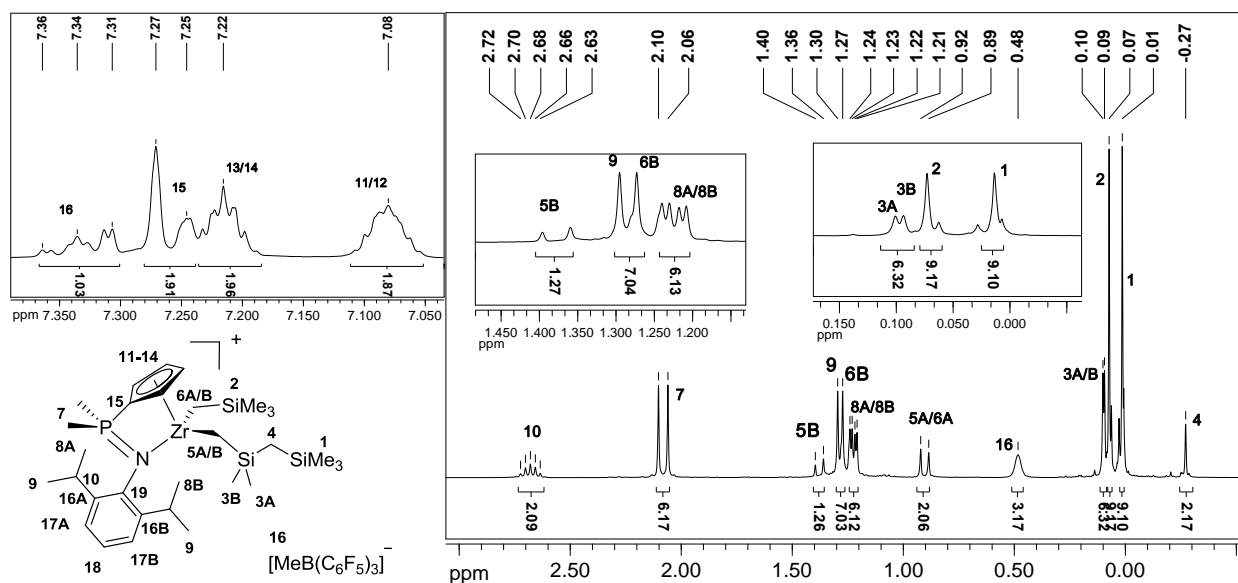 7.36 7.34 7.31 7.27 7.25 7.22 7.08
16 15 13/14 11/12
1.03 1.91 1.96 1.87
ppm 7.350 7.300 7.250 7.200 7.150 7.100 7.050
2.72 2.70 2.68 2.66 2.63 2.10 2.06 1.40 1.36 1.30 1.27 1.24 1.23 1.22 1.21 0.92 0.89 0.48 0.10 0.09 0.07 0.01 -0.27
9 6B
5B 8A/8B
1.27 7.04 6.13
1.450 1.400 1.350 1.300 1.250 1.200
ppm
2 1
3B
3A
6.32 9.17 9.10
0.150 0.100 0.050 0.000
ppm
2
1
9
7 6B 3A/B
8A/8B
10 5B 5A/6A 16 4
2.09 6.17 1.26 7.03 6.12 2.06 3.17 6.32 9.10 2.17
ppm 2.50 2.00 1.50 1.00 0.50 0.00
+
11-14
6A/B 2
15 SiMe3
7 P Zr 4 1
8A 5A/B Si SiMe3
N
9 10 19 8B 3B 3A
16A 16B
17A 9 16
18 17B [MeB(C6F5)3]−